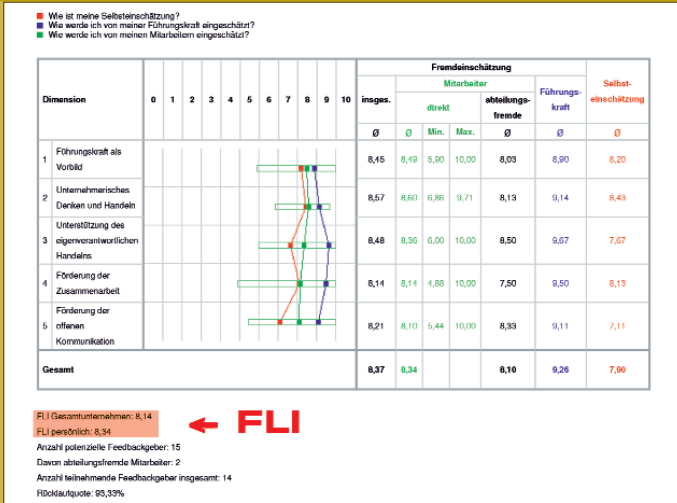 Wie ist meine Selbsteinschätzung?
Wie werde ich von meiner Führungskraft eingeschätzt?
Wie werde ich von meinen Mitarbeitern eingeschätzt?
Fremdeinschätzung
Mitarbeiter
Selbst-
Dimension 0 1 2 3 4 5 6 7 8 9 10 insges. direkt abteilungs- Führungs- einschätzung
fremde kraft
Ø Ø Min. Max. Ø Ø Ø
1 Führungskraft als
Vorbild
8,45 8,49 5,90 10,00 8,03 8,90 8,20
2 Unternehmerisches
Denken und Handeln
8,57 8,60 6,86 9,71 8,13 9,14 8,43
3 Unterstützung des
eigenverantwortlichen
Handelns
8,48 8,36 6,00 10,00 8,50 9,67 7,67
4 Förderung der
Zusammenarbeit
8,14 8,14 4,88 10,00 7,50 9,50 8,13
5 Förderung der
offenen
Kommunikation
8,21 8,10 5,44 10,00 8,33 9,11 7,11
Gesamt 8,37 8,34 8,10 9,26 7,90
FLI Gesamtunternehmen: 8,14
FLI persönlich: 8,34
FLI
Anzahl potenzielle Feedbackgeber: 15
Davon abteilungsfremde Mitarbeiter: 2
Anzahl teilnehmende Feedbackgeber insgesamt: 14
Rücklaufquote: 93,33%